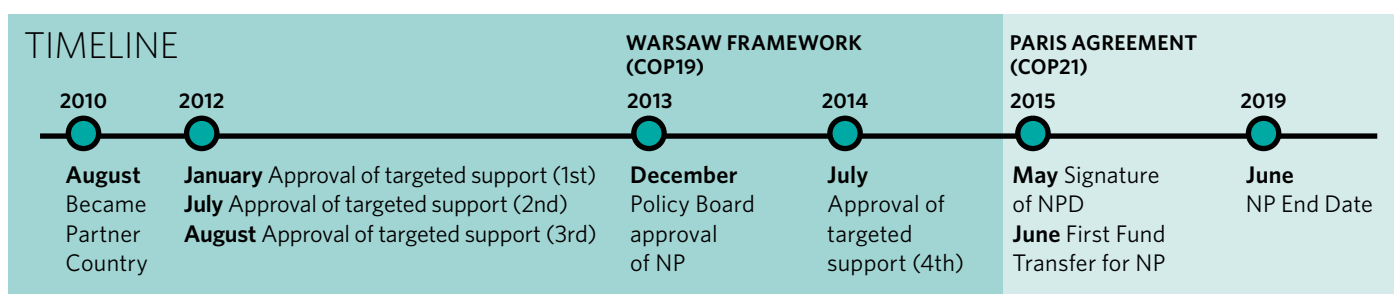 TIMELINE
WARSAW FRAMEWORK
(COP19)
PARIS AGREEMENT
(COP21)
2010
2012
2013
2014
2015
2019
August
Became
Partner
Country
January Approval of targeted support (1st)
July Approval of targeted support (2nd)
August Approval of targeted support (3rd)
December
Policy Board
approval
of NP
July
Approval of
targeted
support (4th)
May Signature
of NPD
June First Fund
Transfer for NP
June
NP End Date